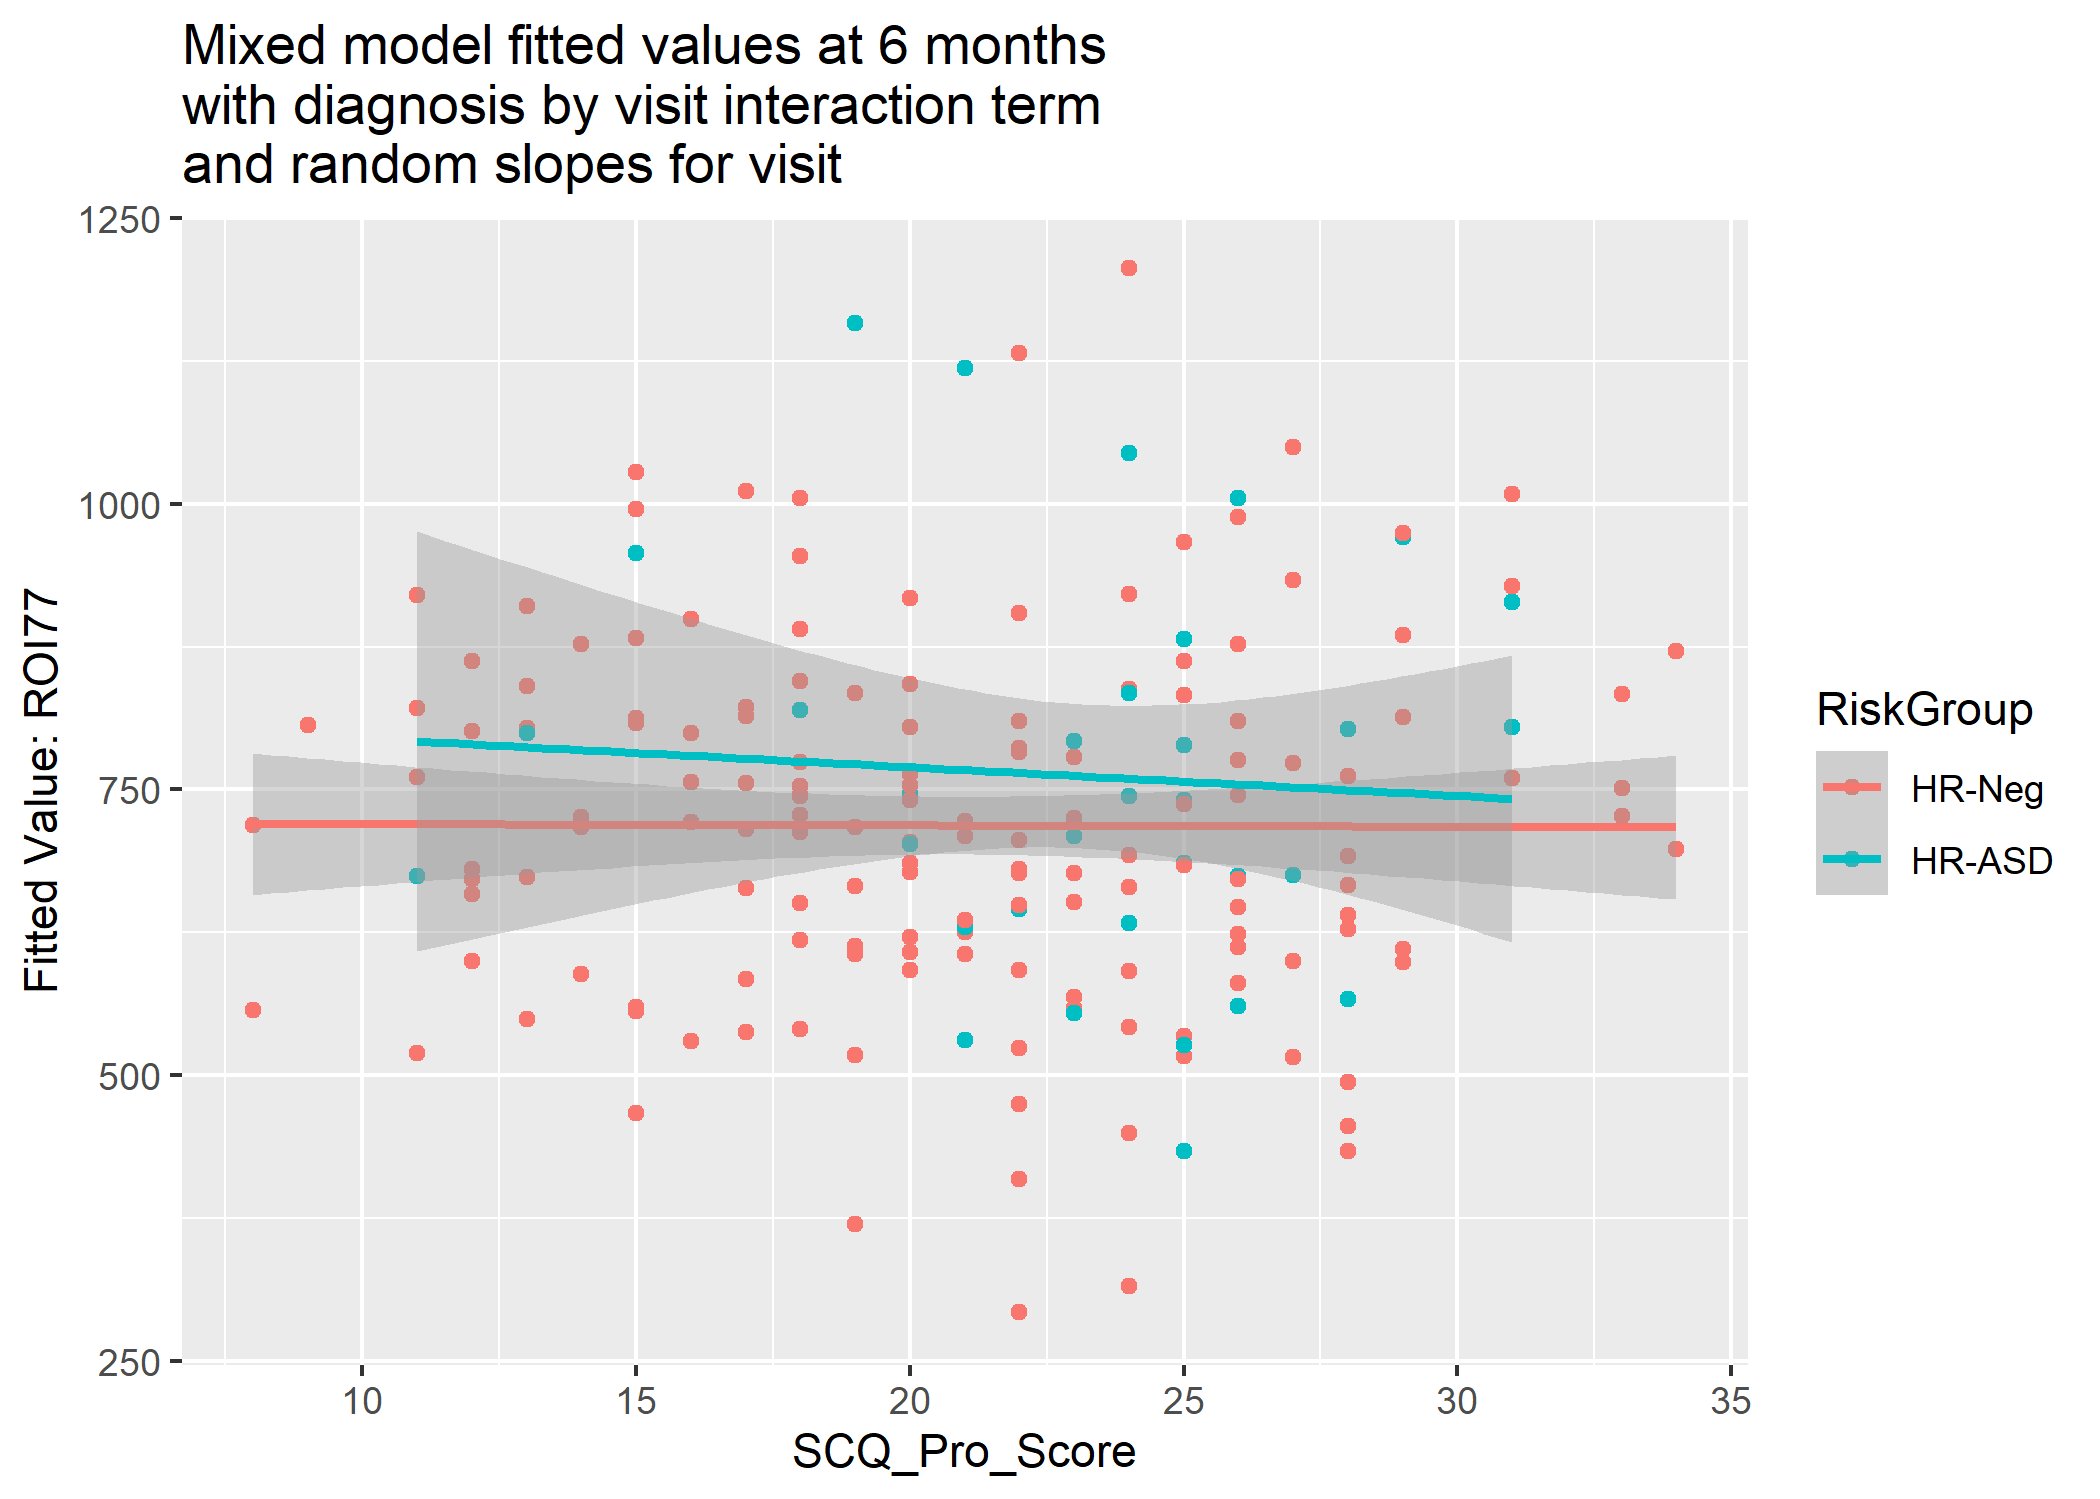 Mixed model fitted values at 6 months
with diagnosis by visit interaction term
and random slopes for visit
1250
1000
750
500
250
Fitted Value: ROI77
10 15 20 25 30 35
SCQ_Pro_Score
RiskGroup
HR-Neg
HR-ASD